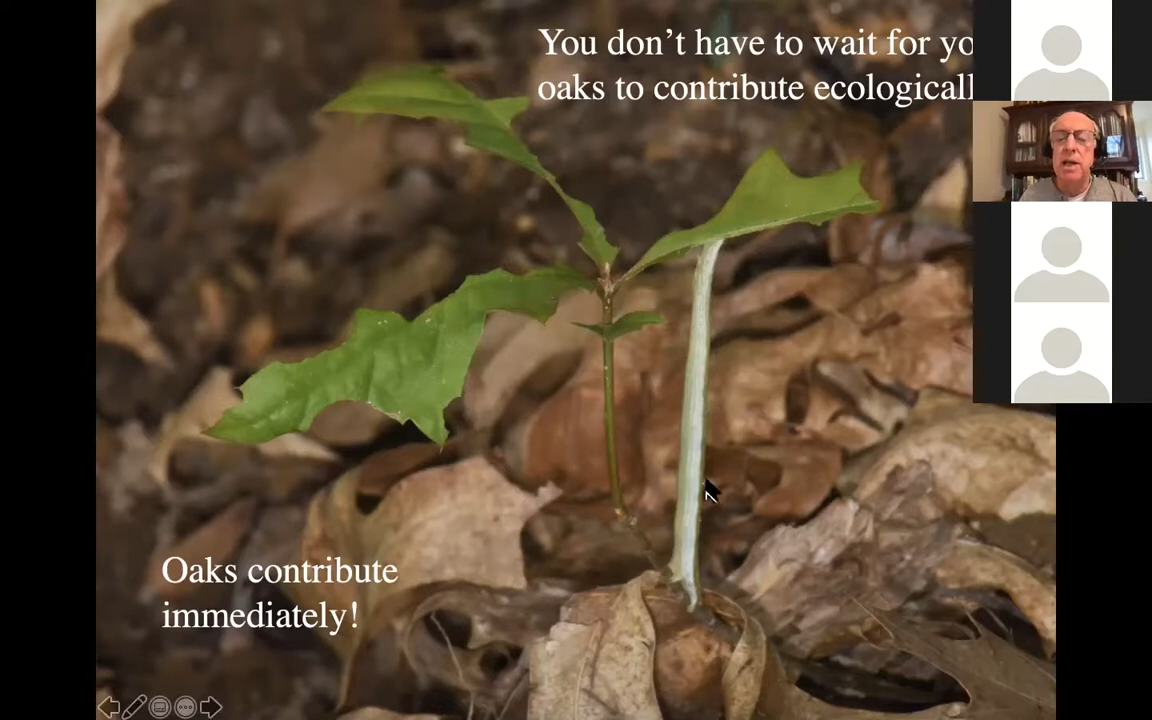 You don't have to wait for yo
oaks to contribute ecologicall
Oaks contribute
immediately!